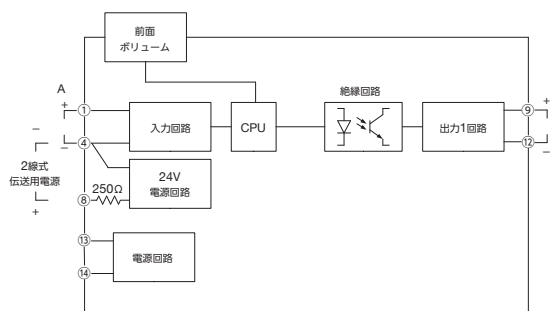 前面
ボリューム
A
+
①
−
④
−
2線式
伝送用電源
+
⑧
250Ω
入力回路
CPU
絶縁回路
出力1回路
⑨
+
⑫
−
24V
電源回路
⑬
⑭
電源回路